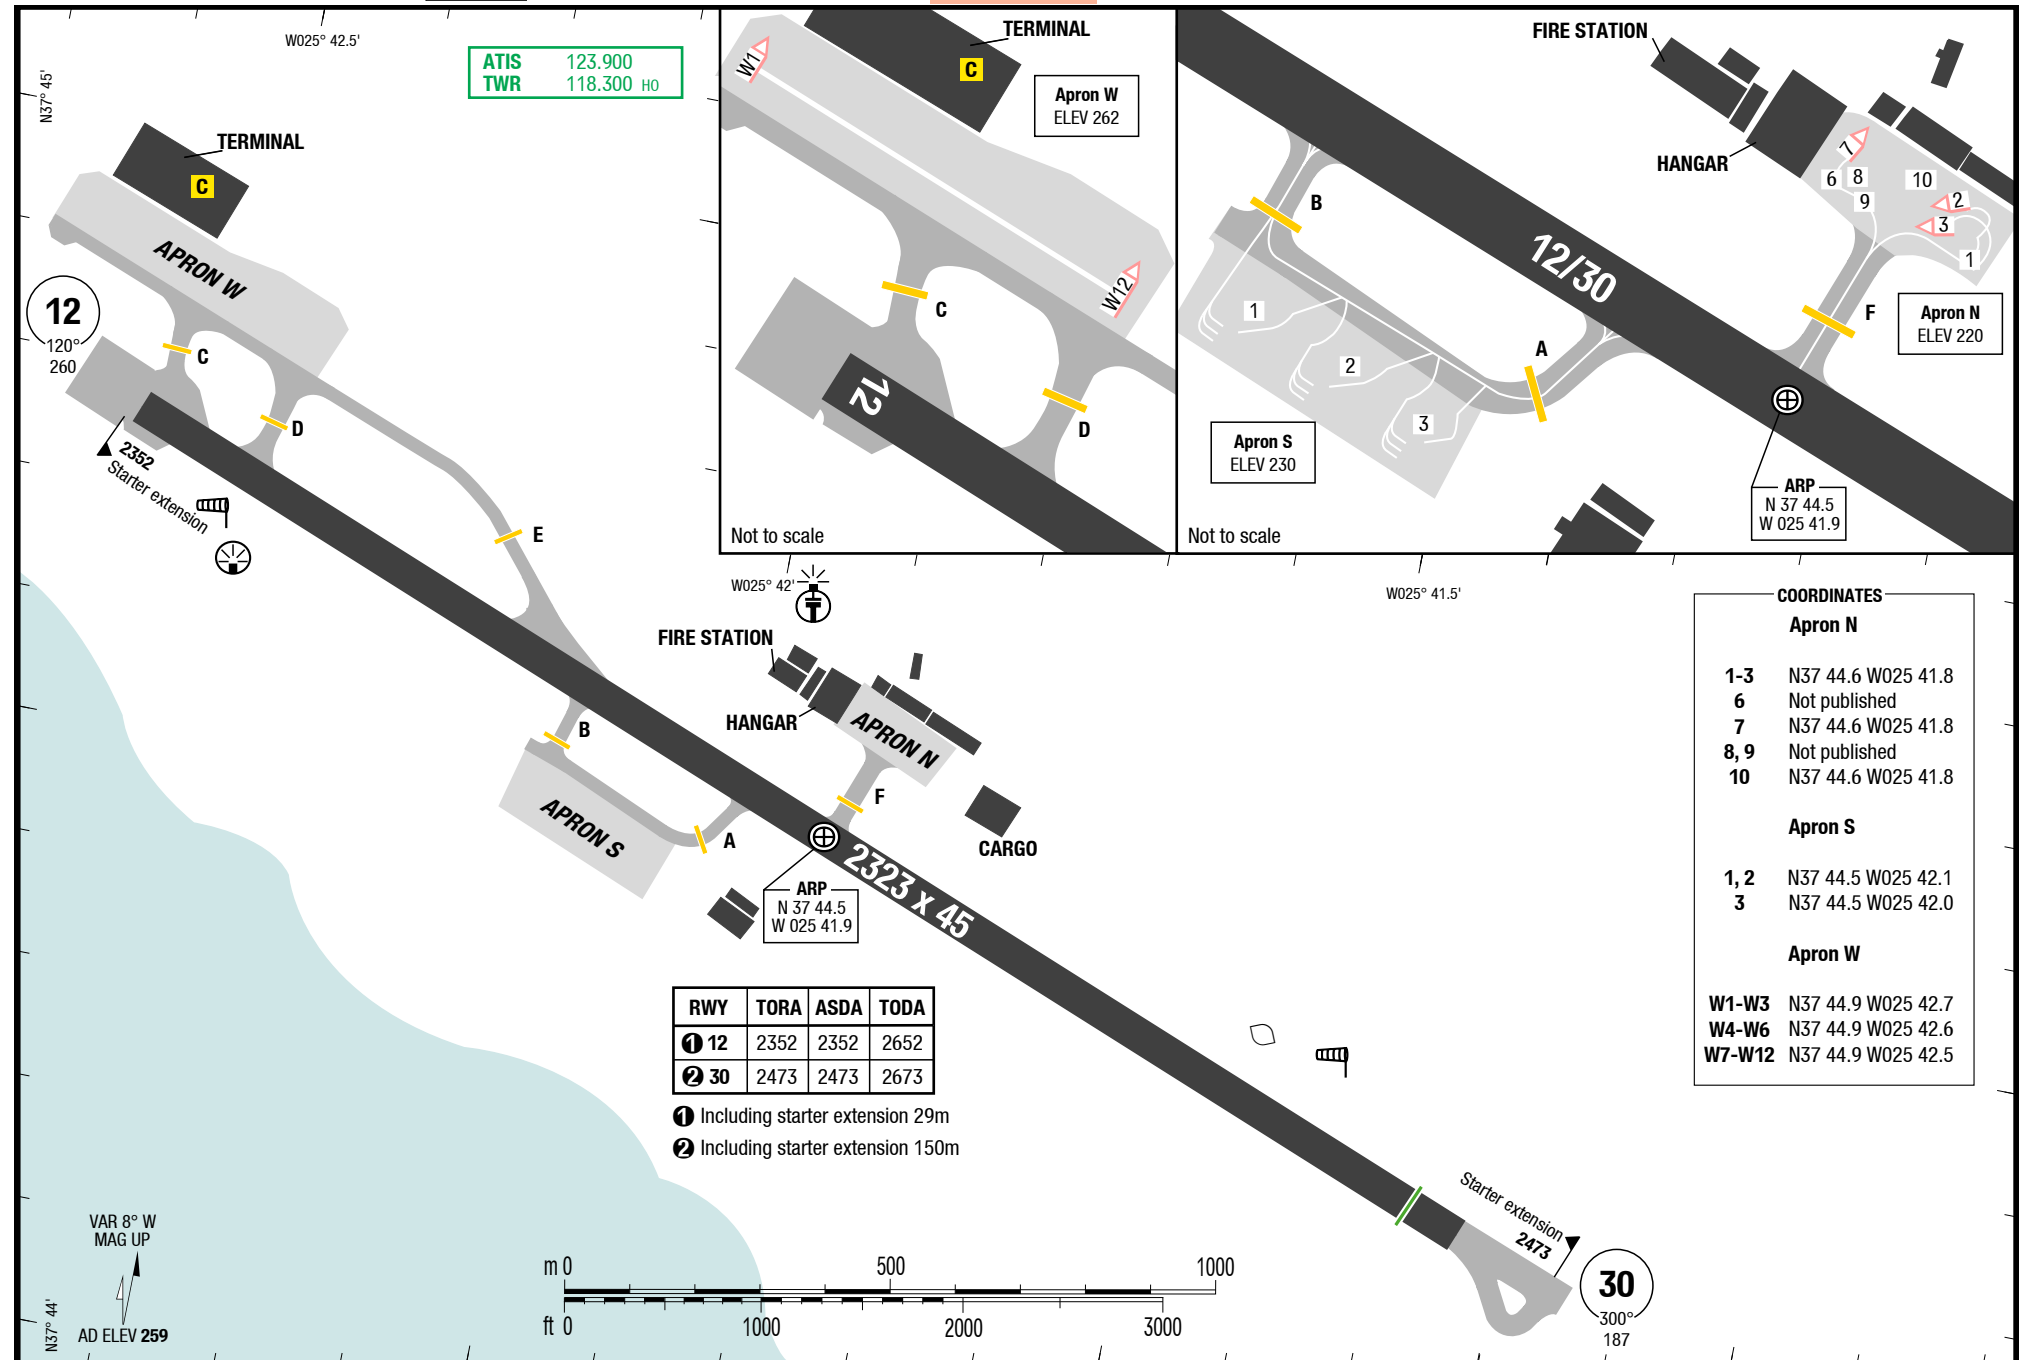 W025° 42.5'
N37° 45'
ATIS 123.900
TWR 118.300 HO
TERMINAL
C
APRON W
12
120°
260
C
D
2352
Starter extension
E
W1
TERMINAL
C
Apron W
ELEV 262
W12
C
12
D
Not to scale
FIRE STATION
HANGAR
7
6
8
9
10
2
3
1
B
12/30
F
Apron N
ELEV 220
A
1
2
3
Apron S
ELEV 230
ARP
N 37 44.5
W 025 41.9
Not to scale
W025° 42'
W025° 41.5'
FIRE STATION
HANGAR
APRON N
B
F
APRON S
A
CARGO
ARP
N 37 44.5
W 025 41.9
2323 x 45
COORDINATES
Apron N
1-3 N37 44.6 W025 41.8
6 Not published
7 N37 44.6 W025 41.8
8, 9 Not published
10 N37 44.6 W025 41.8
Apron S
1, 2 N37 44.5 W025 42.1
3 N37 44.5 W025 42.0
Apron W
W1-W3 N37 44.9 W025 42.7
W4-W6 N37 44.9 W025 42.6
W7-W12 N37 44.9 W025 42.5
RWY TORA ASDA TODA
1 12 2352 2352 2652
2 30 2473 2473 2673
1 Including starter extension 29m
2 Including starter extension 150m
Starter extension
2473
30
300°
187
VAR 8° W
MAG UP
AD ELEV 259
N37° 44'
m 0 500 1000
ft 0 1000 2000 3000